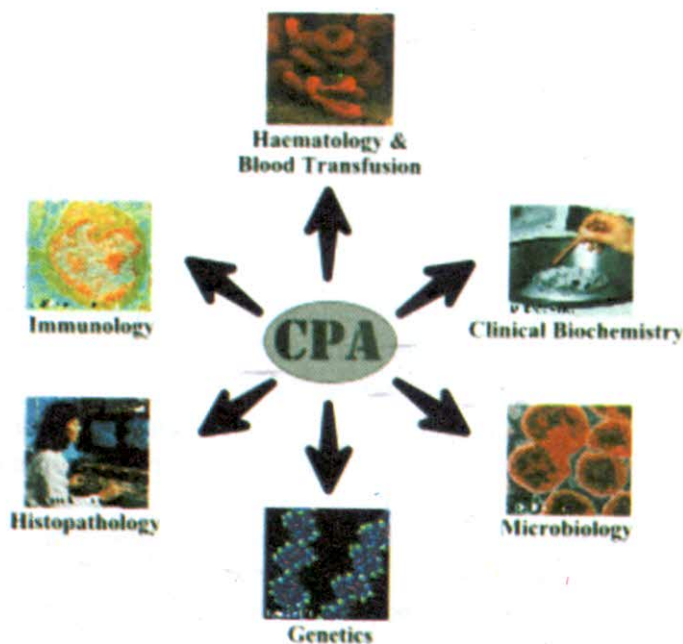 Haematology &
Blood Transfusion
Immunology
Clinical Biochemistry
CPA
Histopathology
Microbiology
Genetics